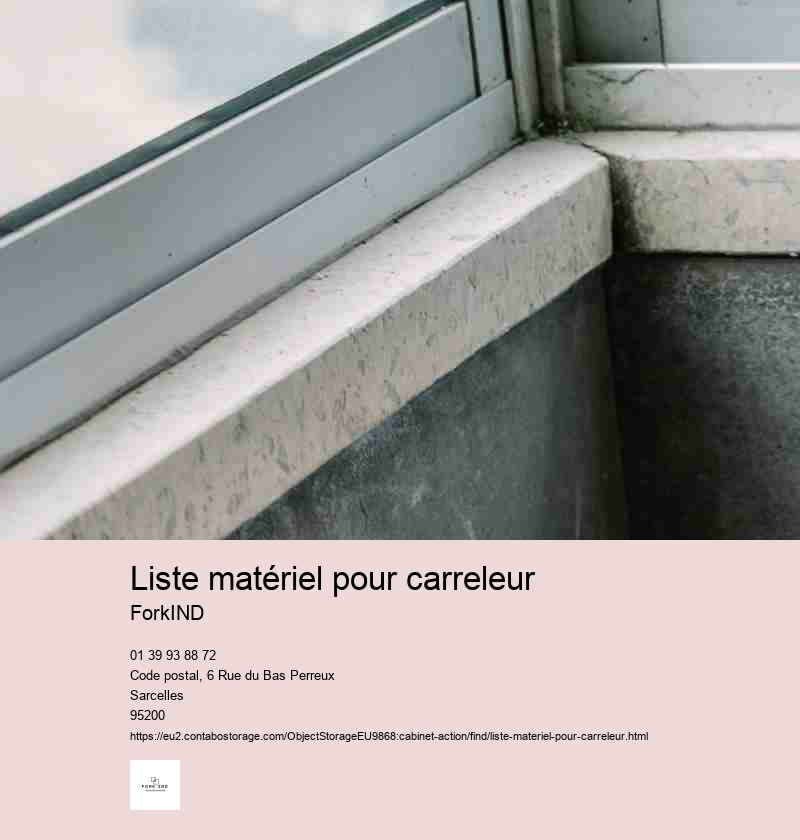 Liste matériel pour carreleur
ForkIND
01 39 93 88 72
Code postal, 6 Rue du Bas Perreux
Sarcelles
95200
https://eu2.contabostorage.com/ObjectStorageEU9868:cabinet-action/find/liste-materiel-pour-carreleur.html
FORK IND